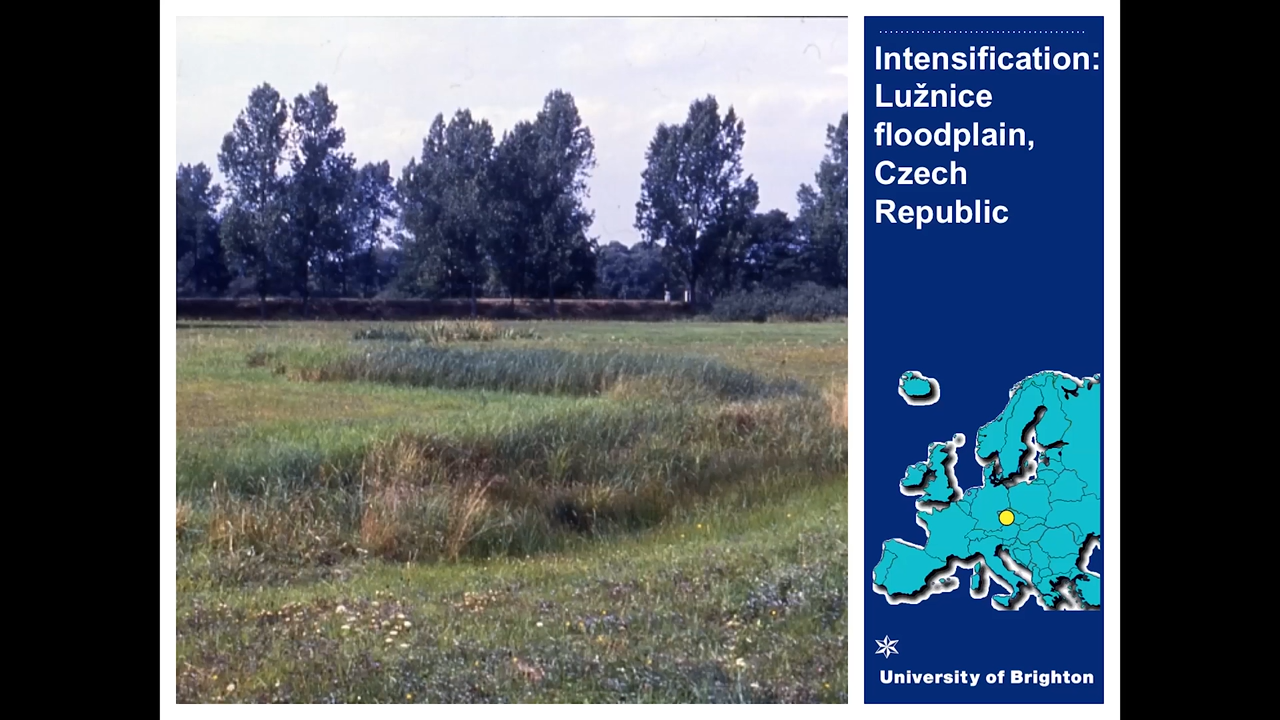 Intensification:
Lužnice
floodplain,
Czech
Republic
University of Brighton